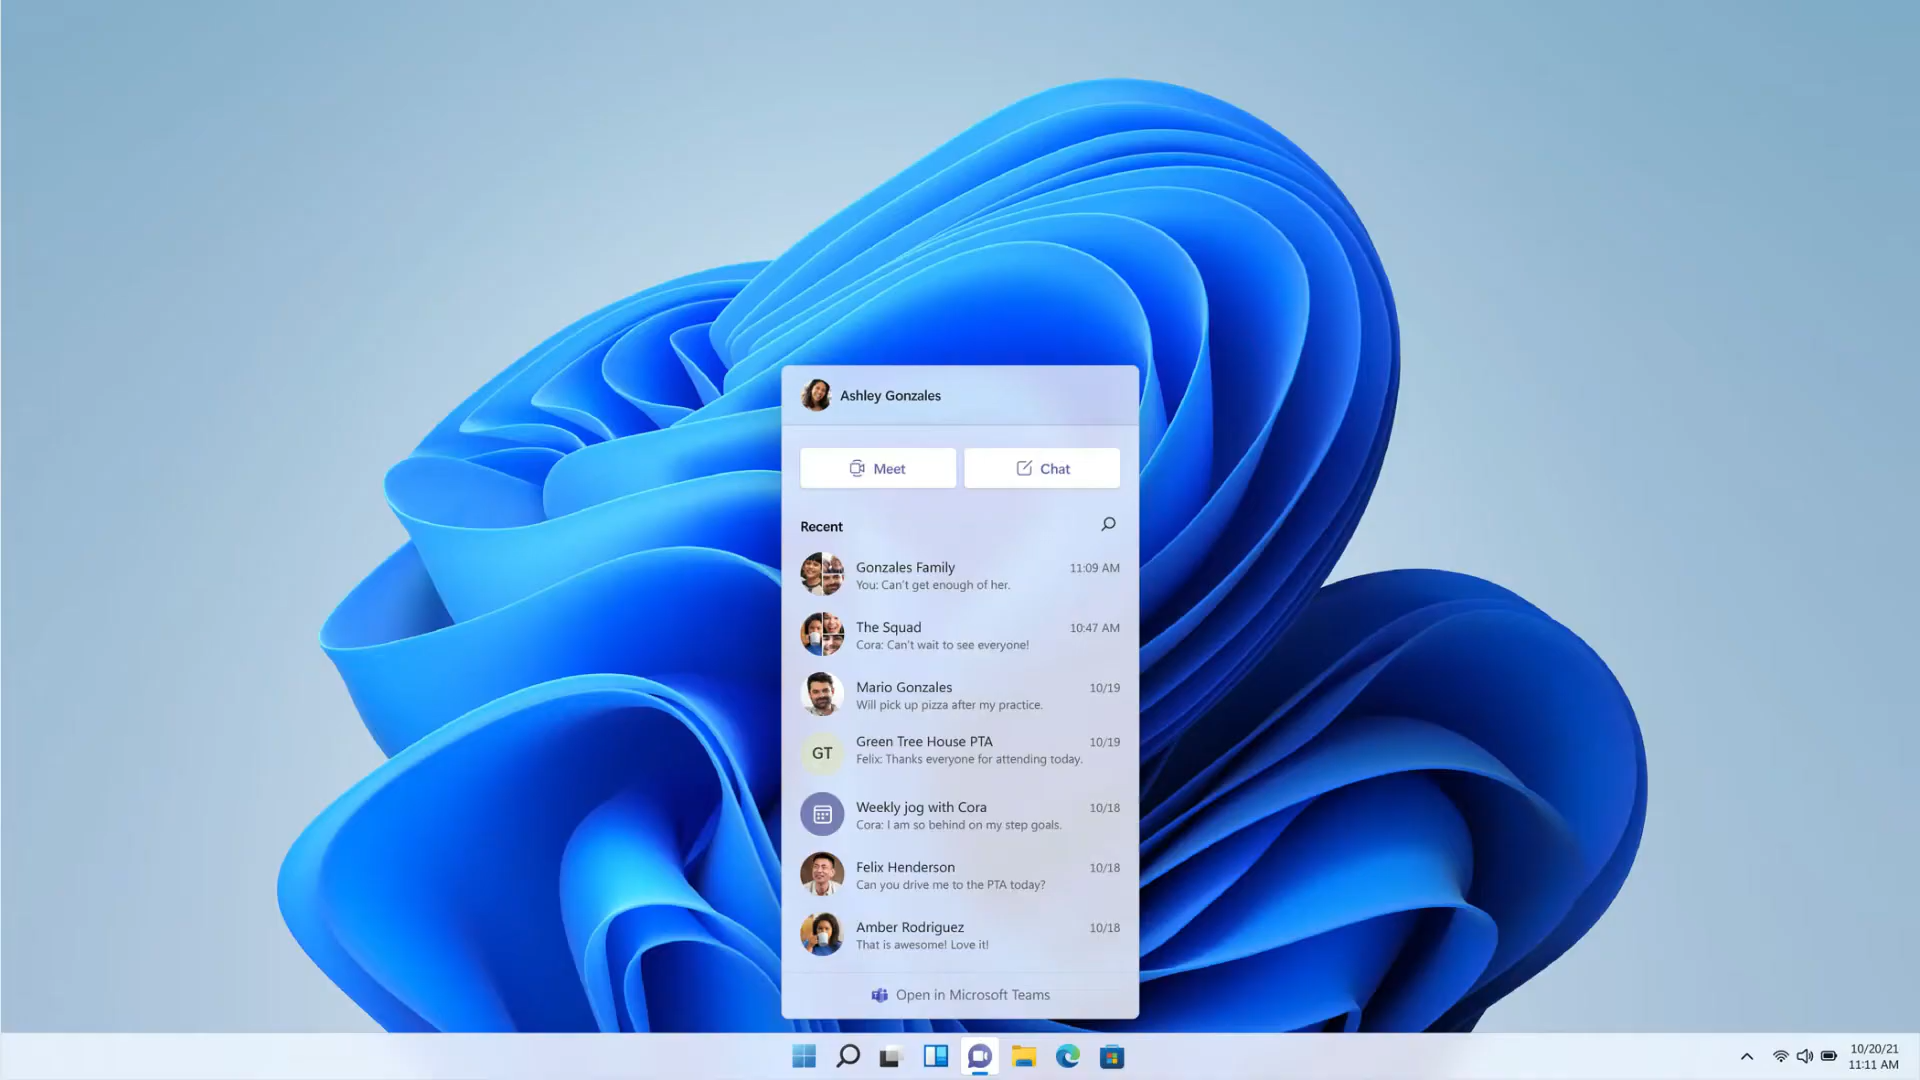 Ashley Gonzales
Meet
Chat
Recent
Gonzales Family 11:09 AM
You: Can't get enough of her.
The Squad 10:47 AM
Cora: Can't wait to see everyone!
Mario Gonzales 10/19
Will pick up pizza after my practice.
GT
Green Tree House PTA 10/19
Felix: Thanks everyone for attending today.
Weekly jog with Cora 10/18
Cora: I am so behind on my step goals.
Felix Henderson 10/18
Can you drive me to the PTA today?
Amber Rodriguez 10/18
That is awesome! Love it!
Open in Microsoft Teams
10/20/21
11:11 AM